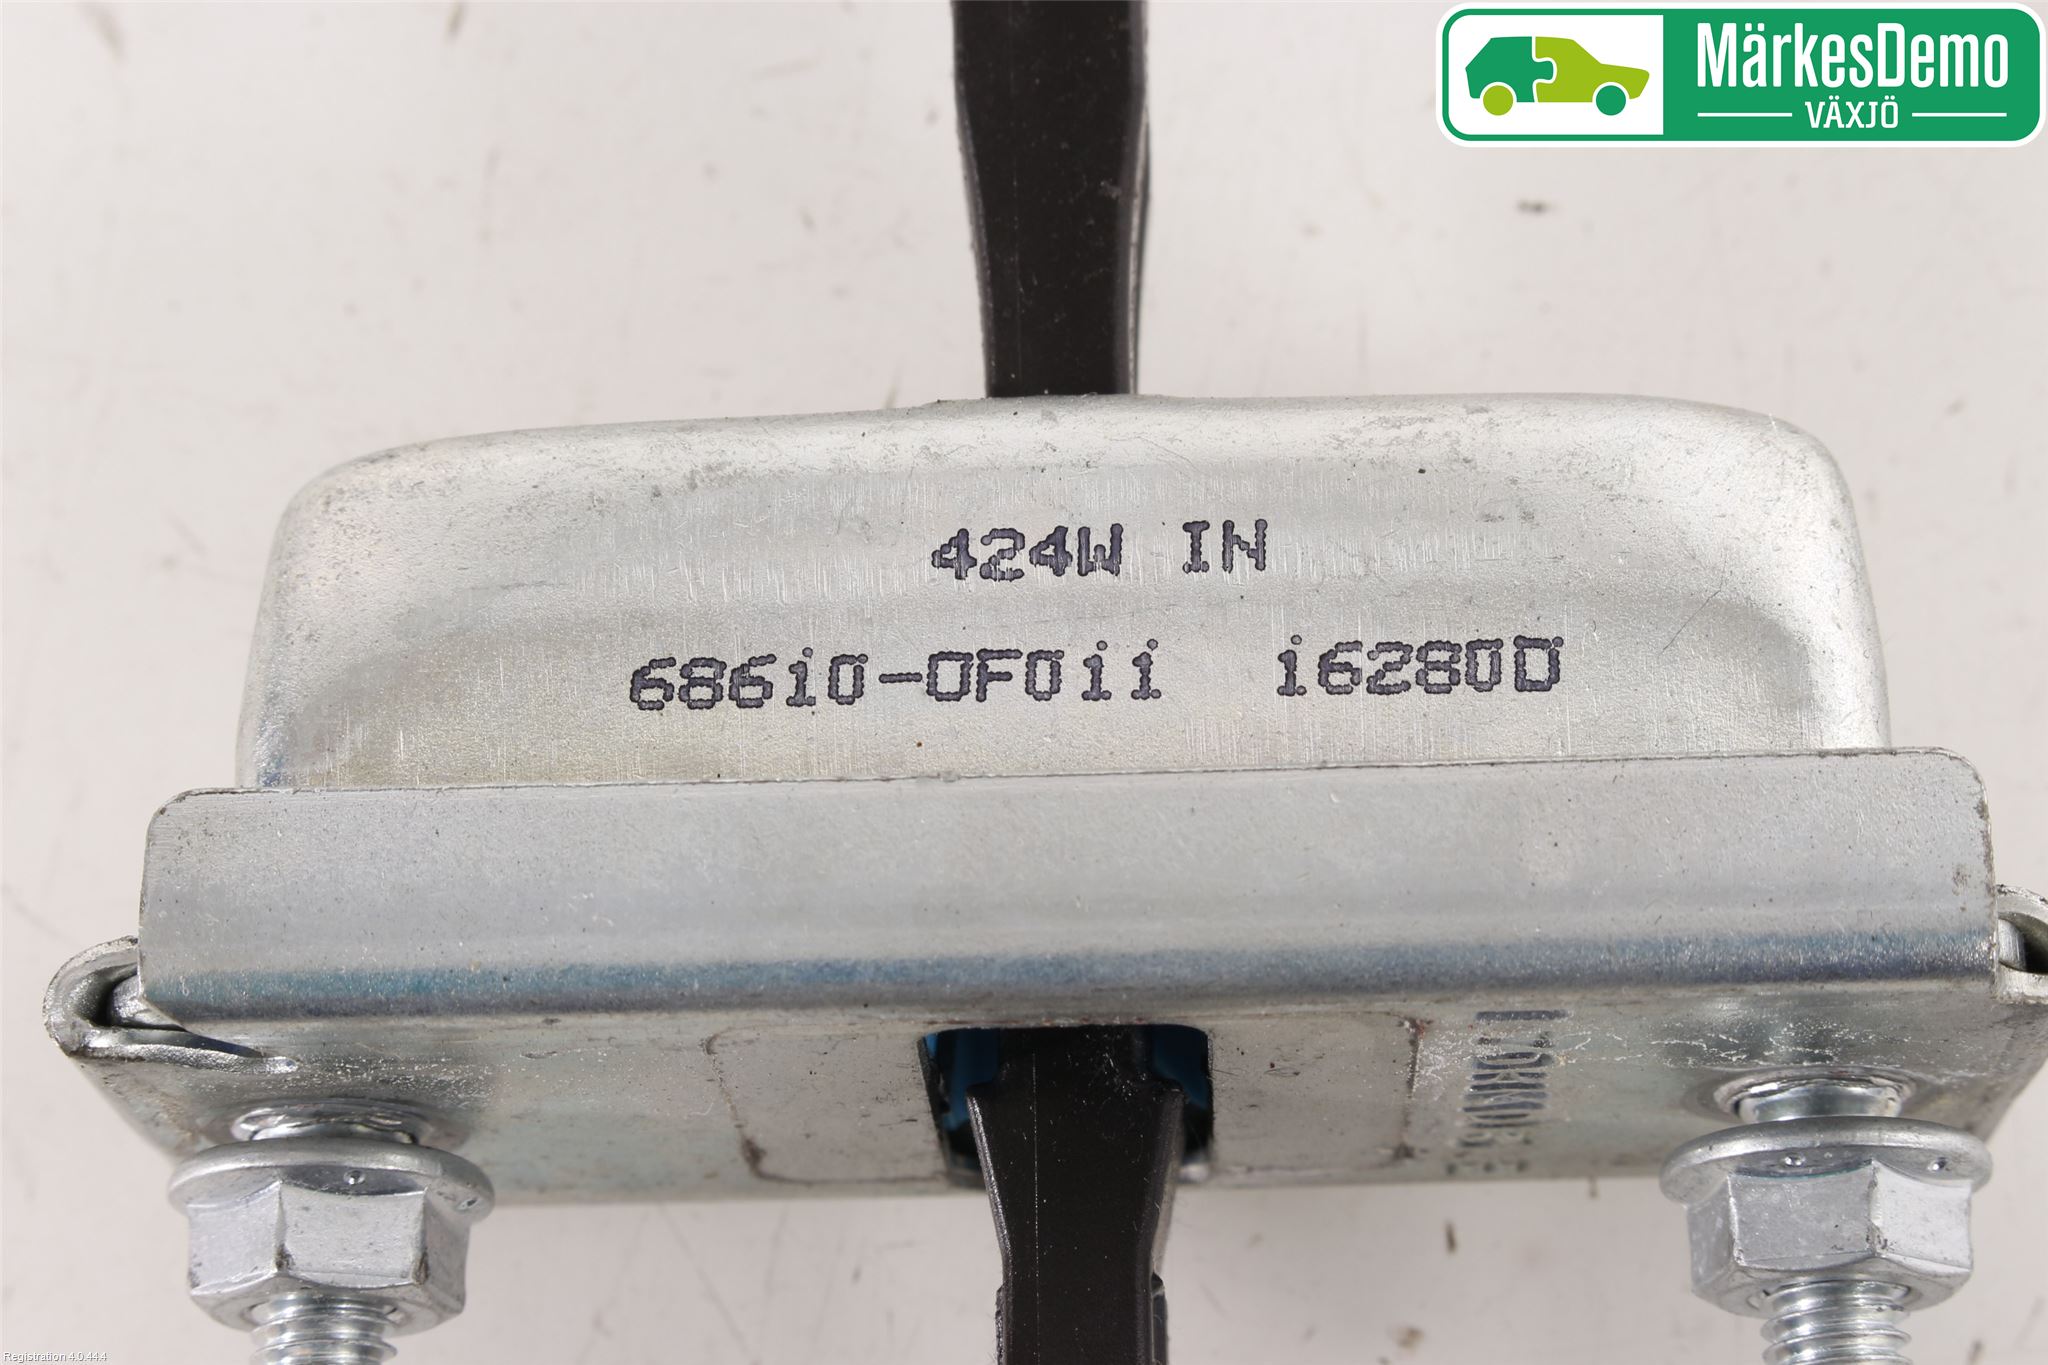 MärkesDemo
VÄXJÖ
424W IN
68610-0F011 16280D
Registration 4.0.44.4